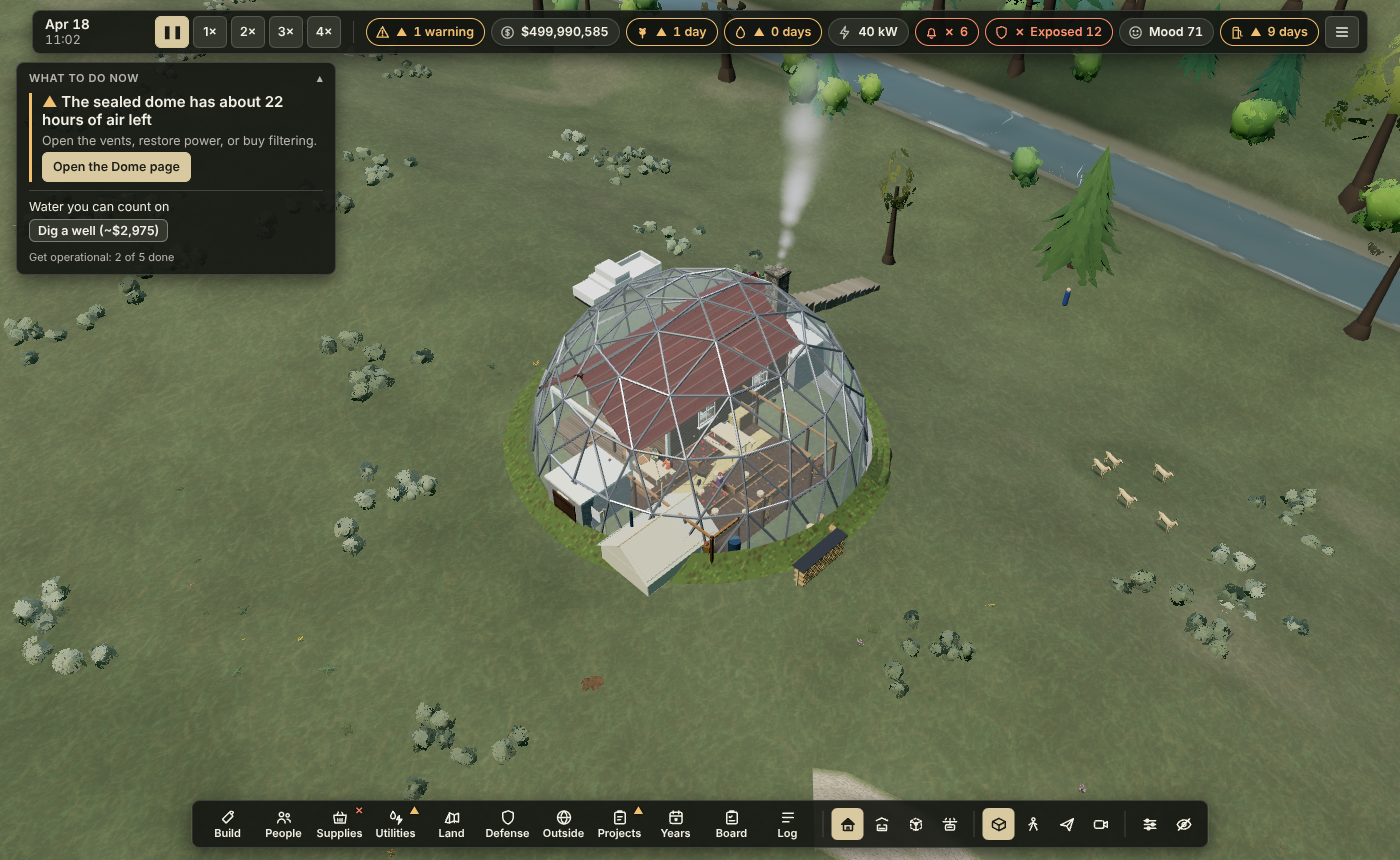 Apr 18
11:02
1×
2×
3×
4×
1 warning
$499,990,585
1 day
0 days
40 kW
× 6
× Exposed 12
Mood 71
9 days
WHAT TO DO NOW
The sealed dome has about 22
hours of air left
Open the vents, restore power, or buy filtering.
Open the Dome page
Water you can count on
Dig a well (~$2,975)
Get operational: 2 of 5 done
Build
People
Supplies
Utilities
Land
Defense
Outside
Projects
Years
Board
Log